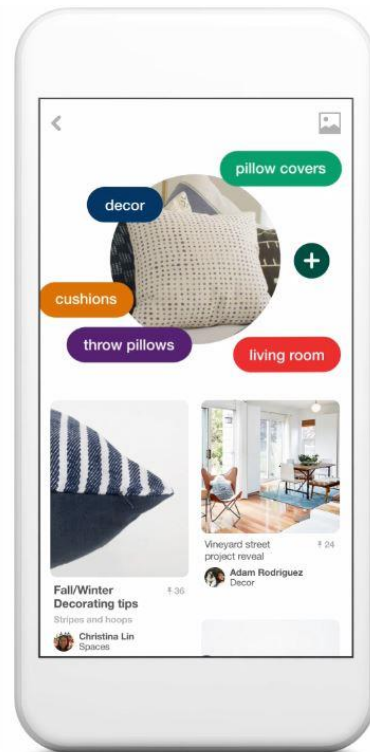 pillow covers
decor
cushions
throw pillows
living room
Fall/Winter
Decorating tips
36
Stripes and hoops
Christina Lin
Spaces
Vineyard street
project reveal
24
Adam Rodriguez
Decor